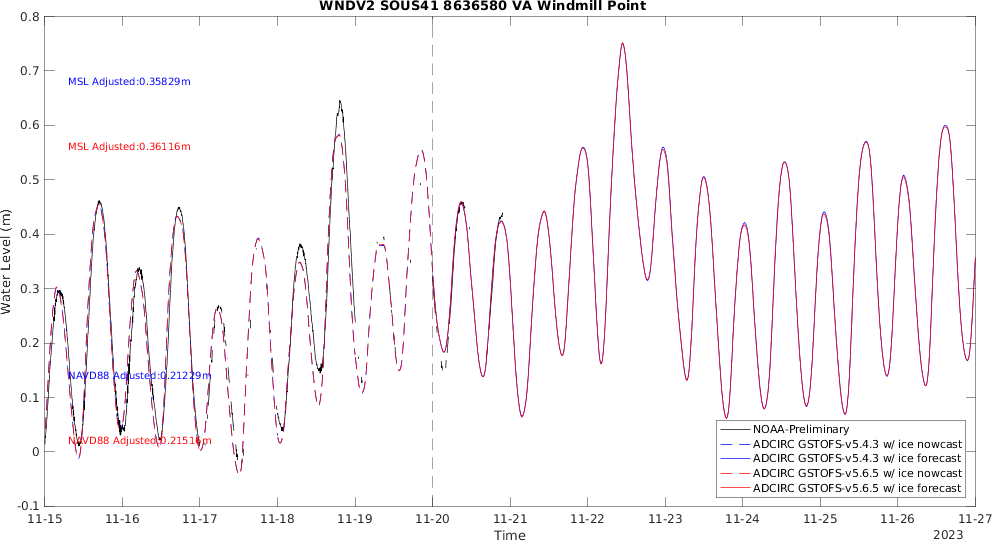 WNDV2 SOUS41 8636580 VA Windmill Point
0.8
0.7
0.6
0.5
0.4
0.3
0.2
0.1
0
-0.1
Water Level (m)
MSL Adjusted:0.35829m
MSL Adjusted:0.36116m
NAVD88 Adjusted:0.21229m
NAVD88 Adjusted:0.21516m
NOAA-Preliminary
ADCIRC GSTOFS-v5.4.3 w/ ice nowcast
ADCIRC GSTOFS-v5.4.3 w/ ice forecast
ADCIRC GSTOFS-v5.6.5 w/ ice nowcast
ADCIRC GSTOFS-v5.6.5 w/ ice forecast
11-15 11-16 11-17 11-18 11-19 11-20 11-21 11-22 11-23 11-24 11-25 11-26 11-27
Time
2023